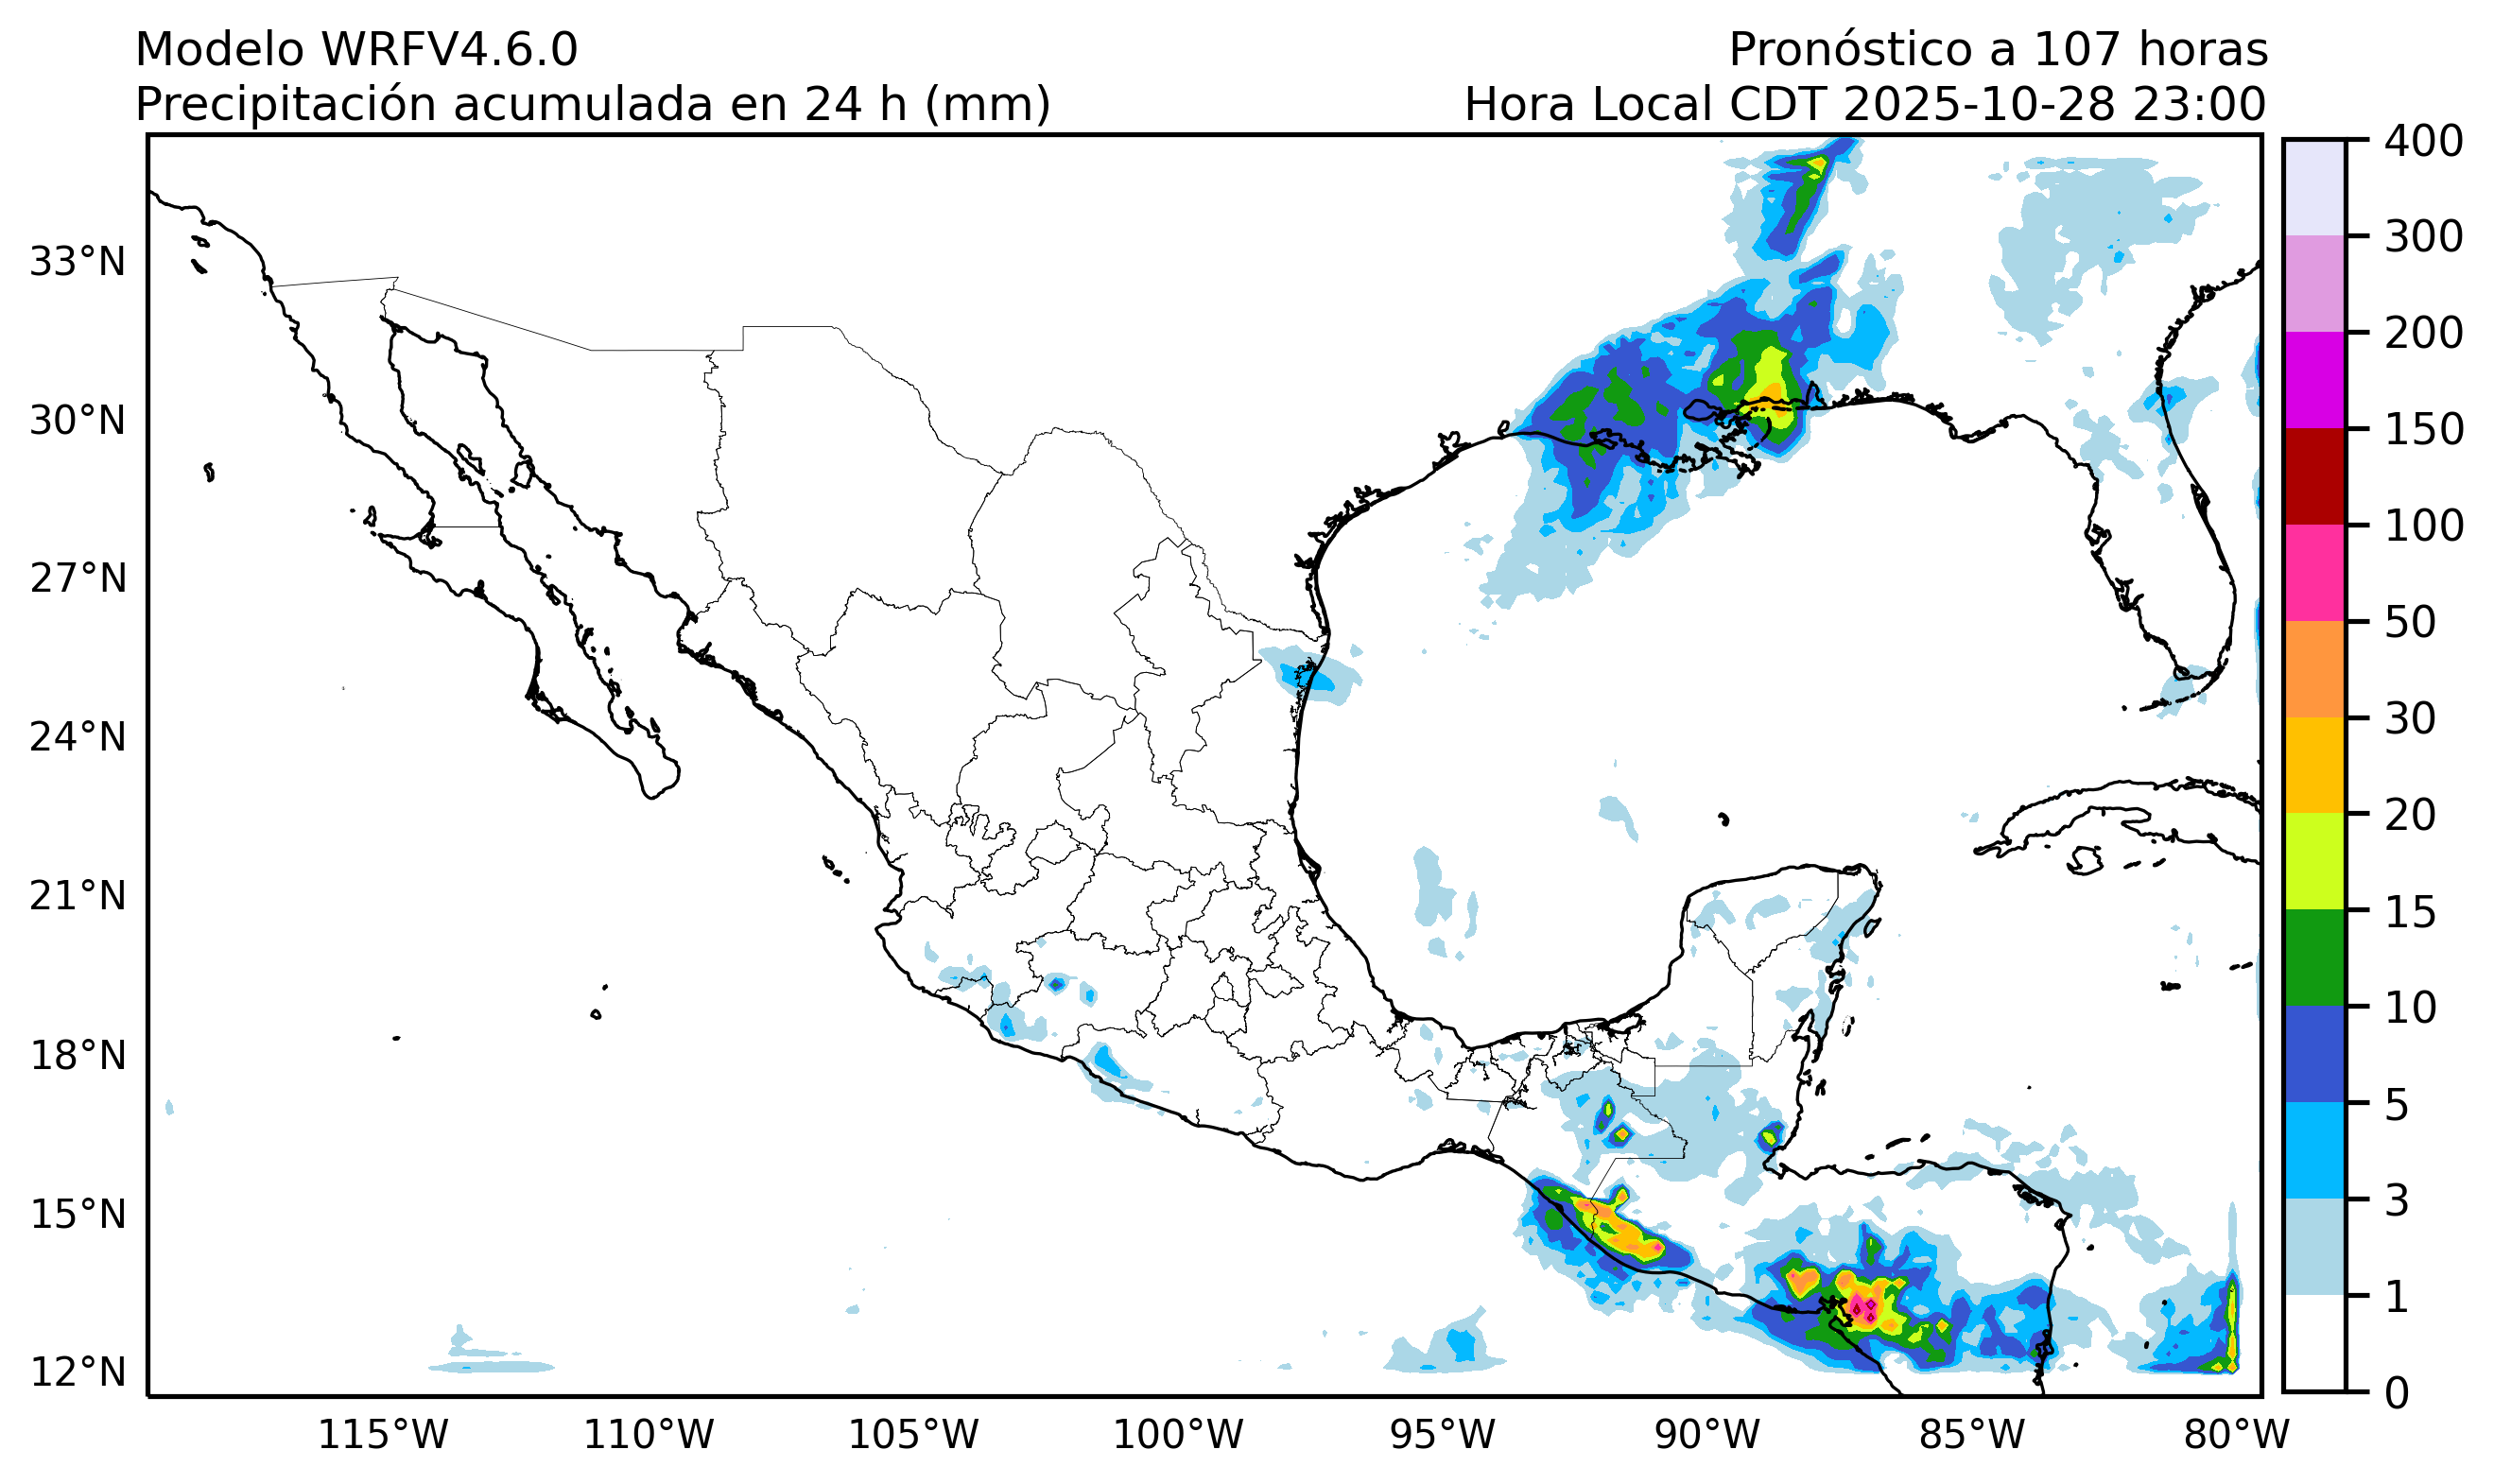 Modelo WRFV4.6.0
Pronóstico a 107 horas
Precipitación acumulada en 24 h (mm)
Hora Local CDT 2025-10-28 23:00
33°N
30°N
27°N
24°N
21°N
18°N
15°N
12°N
115°W
110°W
105°W
100°W
95°W
90°W
85°W
80°W
400
300
200
150
100
50
30
20
15
10
5
3
1
0